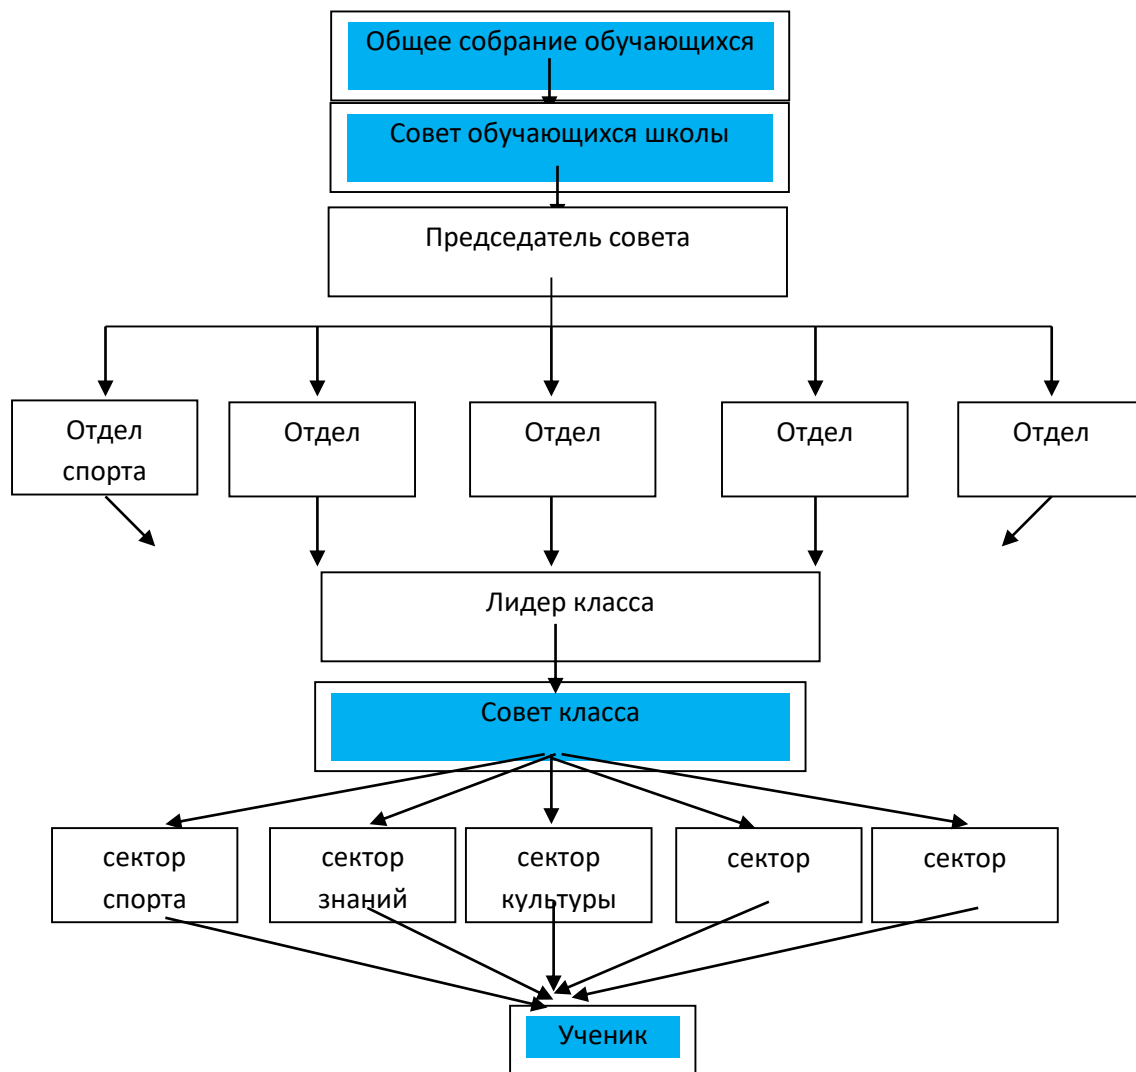 Общее собрание обучающихся
Совет обучающихся школы
Председатель совета
Отдел
спорта
Отдел
Отдел
Отдел
Отдел
Лидер класса
Совет класса
сектор
спорта
сектор
знаний
сектор
культуры
сектор
сектор
Ученик